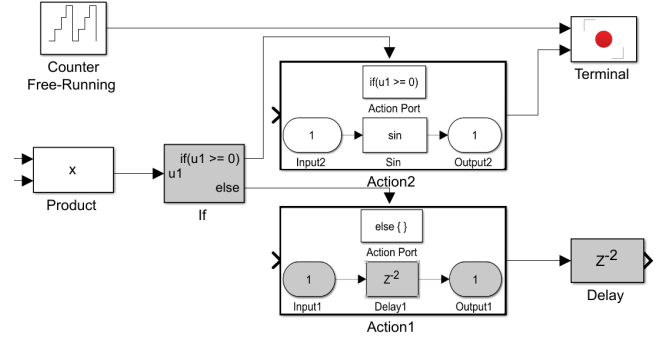 Counter
Free-Running
Terminal
if(u1 >= 0)
Action Port
1
sin
1
Input2
Sin
Output2
Action2
x
Product
u1
if(u1 >= 0)
else
If
else { }
Action Port
1
Z-2
1
Input1
Delay1
Output1
Action1
Z-2
Delay